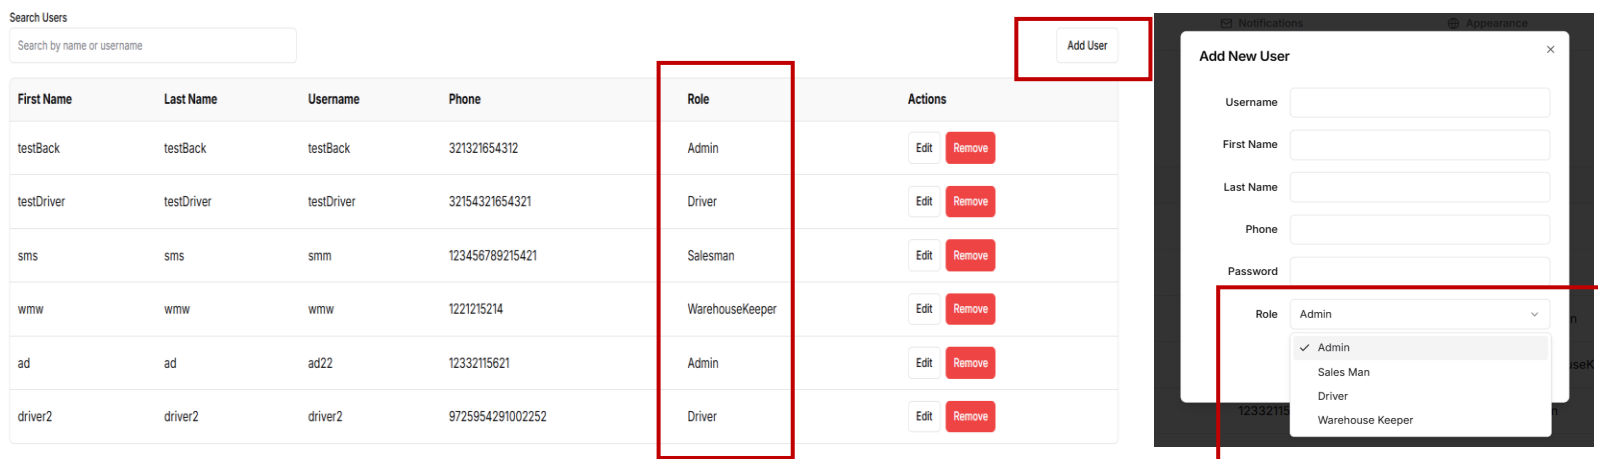 Search Users
Search by name or username
Add User
First Name Last Name Username Phone Role Actions
testBack testBack testBack 321321654312 Admin Edit Remove
testDriver testDriver testDriver 32154321654321 Driver Edit Remove
sms sms smm 123456789215421 Salesman Edit Remove
wmw wmw wmw 1221215214 WarehouseKeeper Edit Remove
ad ad ad22 12332115621 Admin Edit Remove
driver2 driver2 driver2 9725954291002252 Driver Edit Remove
Notifications Appearance
Add New User
Username
First Name
Last Name
Phone
Password
Role Admin
Admin
Sales Man
Driver
Warehouse Keeper
12332115